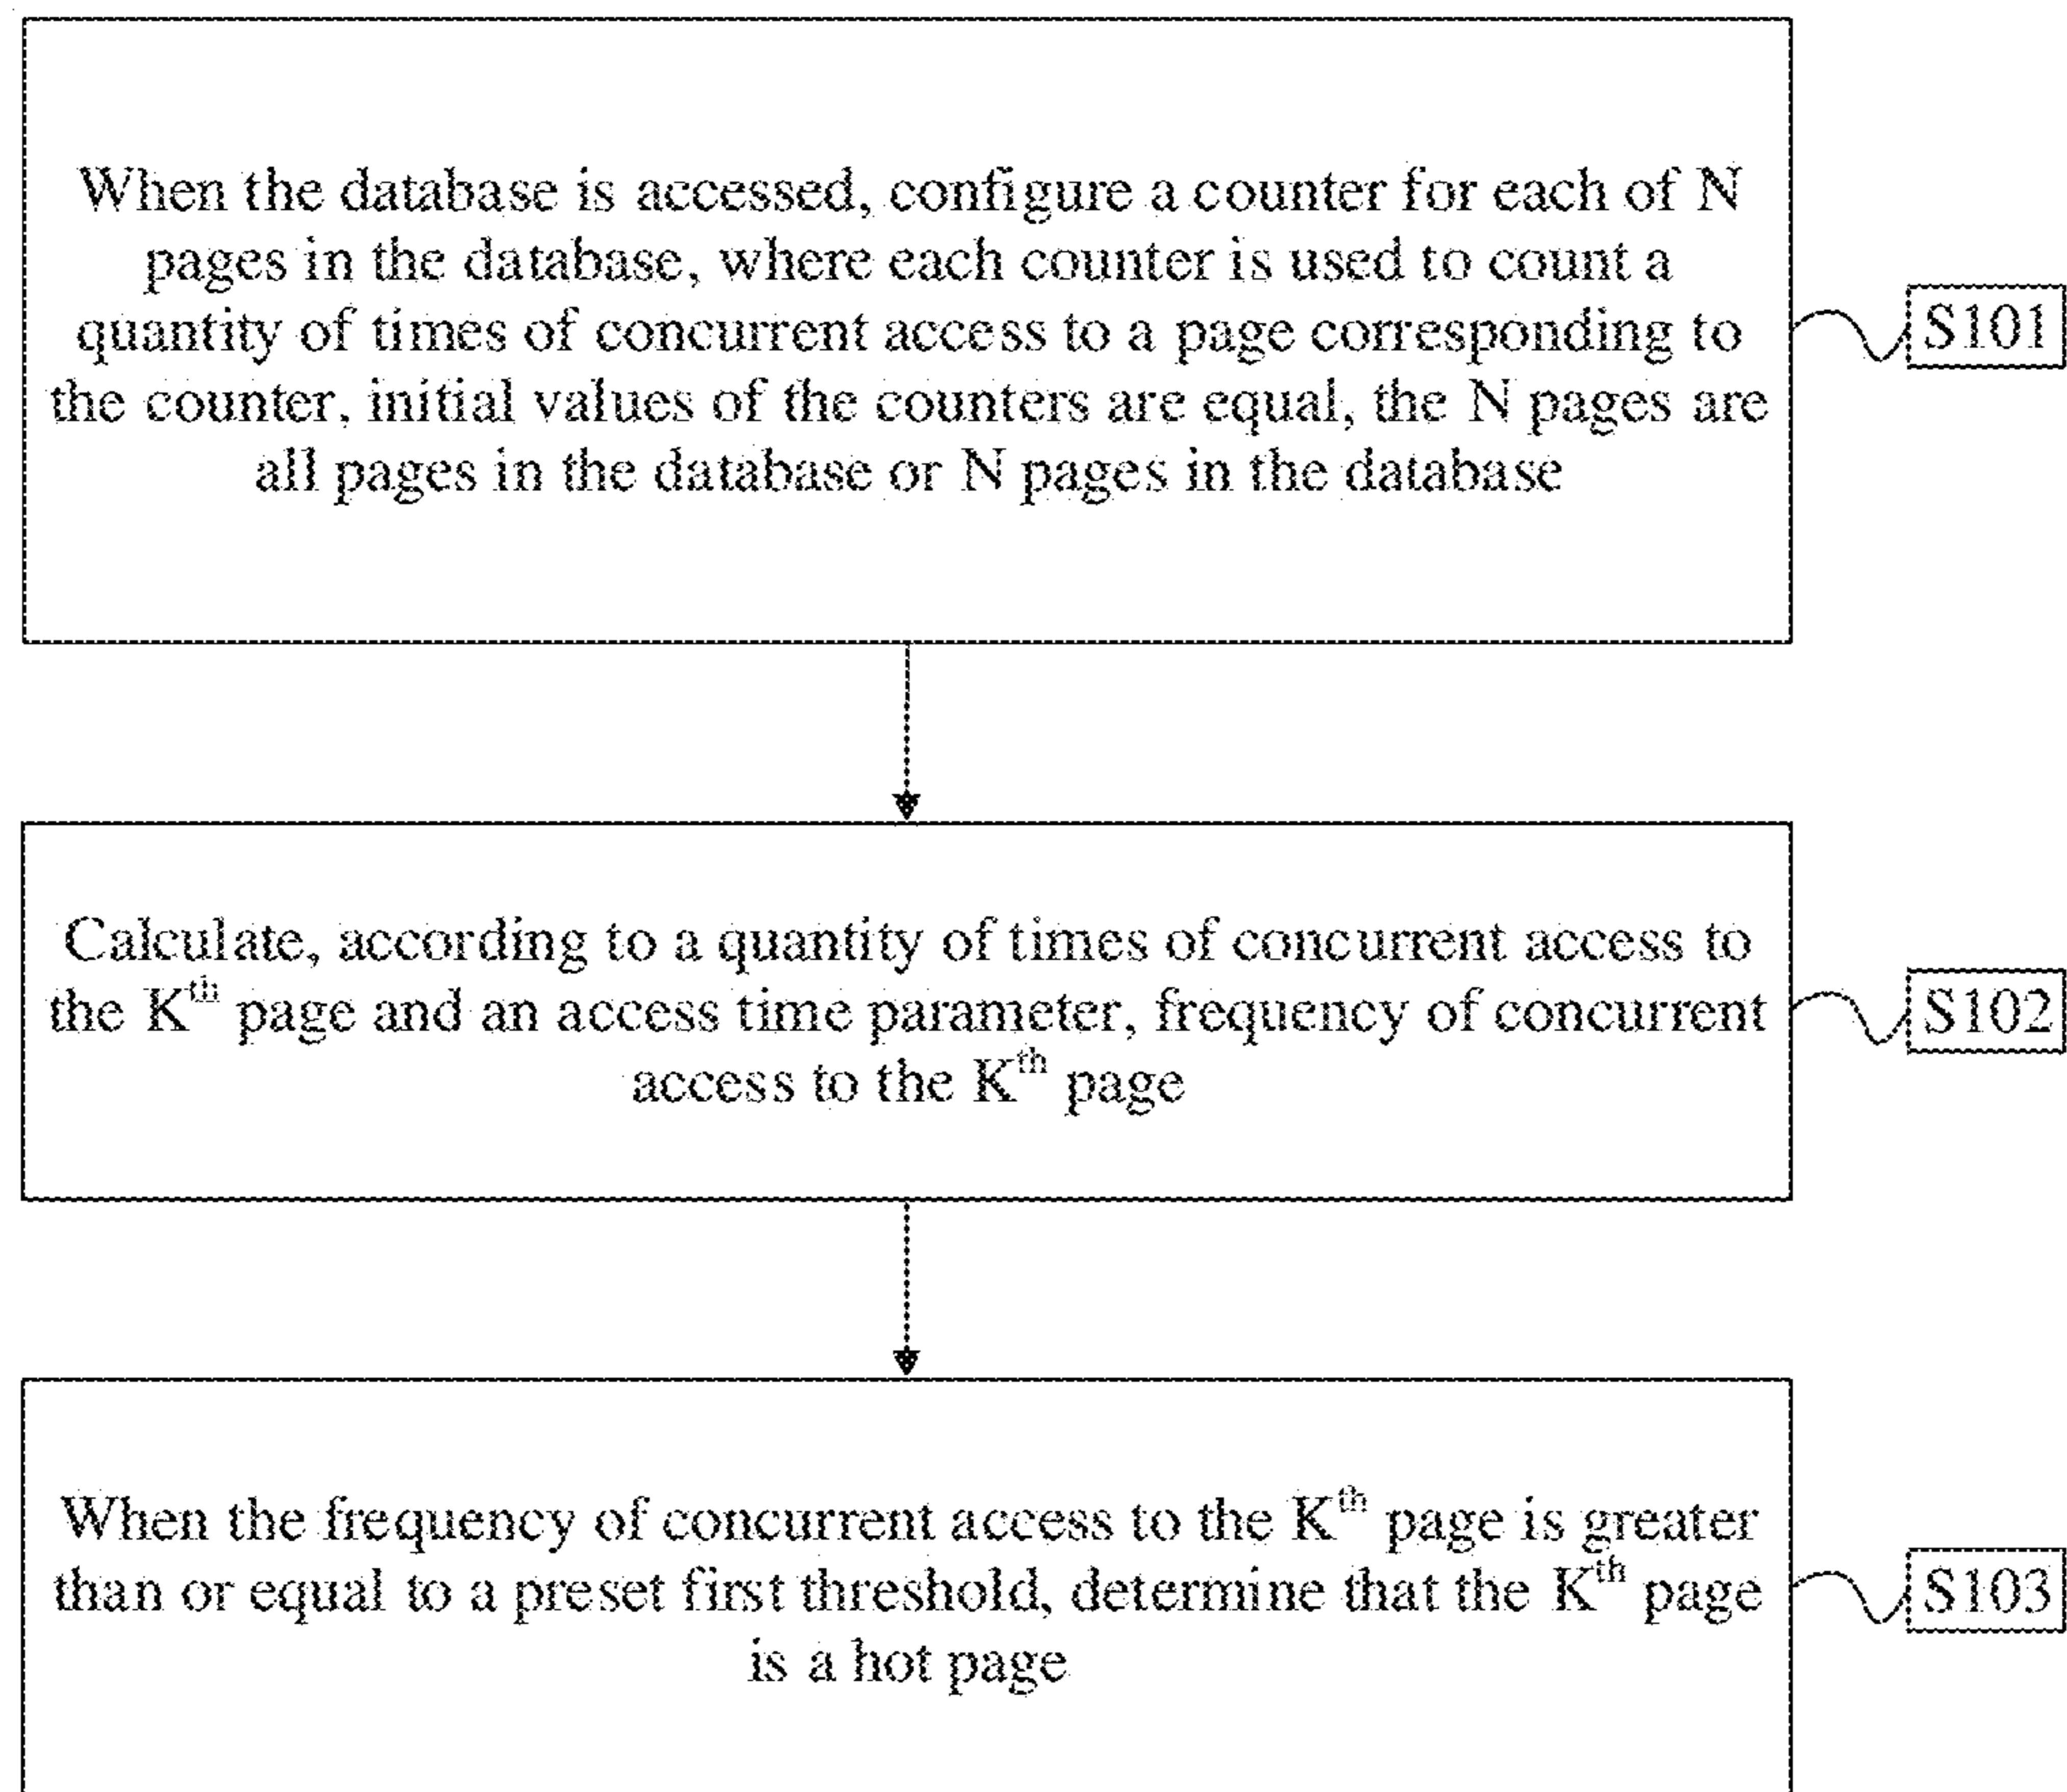 When the database is accessed, configure a counter for each of N
pages in the database, where each counter is used to count a
quantity of times of concurrent access to a page corresponding to
the counter, initial values of the counters are equal, the N pages are
all pages in the database or N pages in the database
S101
Calculate, according to a quantity of times of concurrent access to
the Kth page and an access time parameter, frequency of concurrent
access to the Kth page
S102
When the frequency of concurrent access to the Kth page is greater
than or equal to a preset first threshold, determine that the Kth page
is a hot page
S103